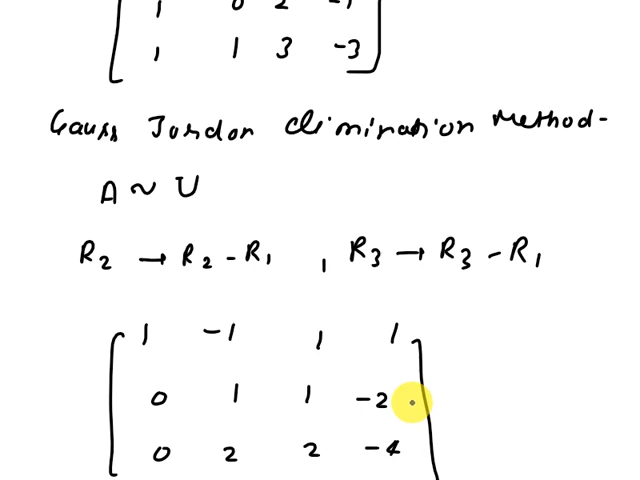 1 0 2 -1
1 1 3 -3
Gauss Jordon elimination method-
A ~ U
R2 → R2 - R1 , R3 → R3 - R1
1 -1 1 1
0 1 1 -2
0 2 2 -4